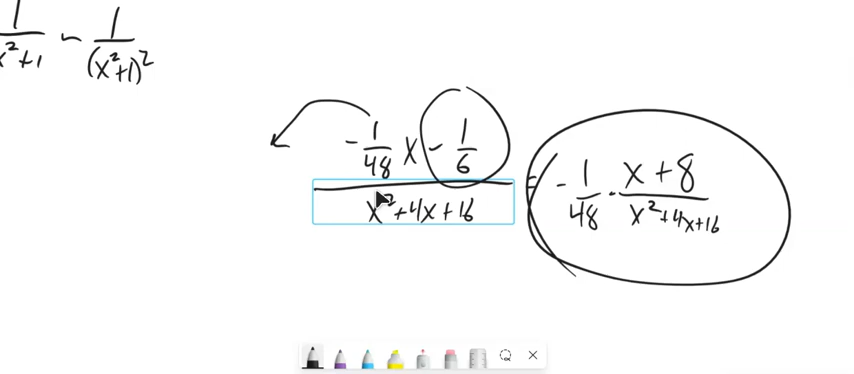 1/x²+1 - 1/(x²+1)²
(-1/48 x - 1/6)/(x²+4x+16) = -1/48 · (x+8)/(x²+4x+16)